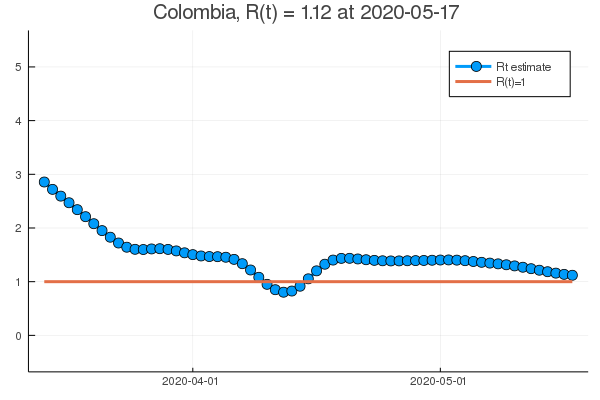 Colombia, R(t) = 1.12 at 2020-05-17
5
4
3
2
1
0
Rt estimate
R(t)=1
2020-04-01
2020-05-01